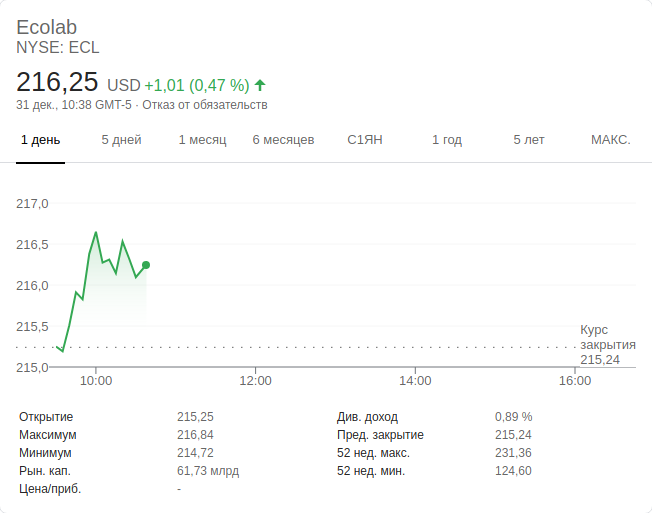 Ecolab
NYSE: ECL
216,25 USD +1,01 (0,47 %)
31 дек., 10:38 GMT-5 · Отказ от обязательств
1 день 5 дней 1 месяц 6 месяцев С1ЯН 1 год 5 лет МАКС.
217,0
216,5
216,0
215,5
215,0
Курс
закрытия
215,24
10:00 12:00 14:00 16:00
Открытие 215,25 Див. доход 0,89 %
Максимум 216,84 Пред. закрытие 215,24
Минимум 214,72 52 нед. макс. 231,36
Рын. кап. 61,73 млрд 52 нед. мин. 124,60
Цена/приб. -